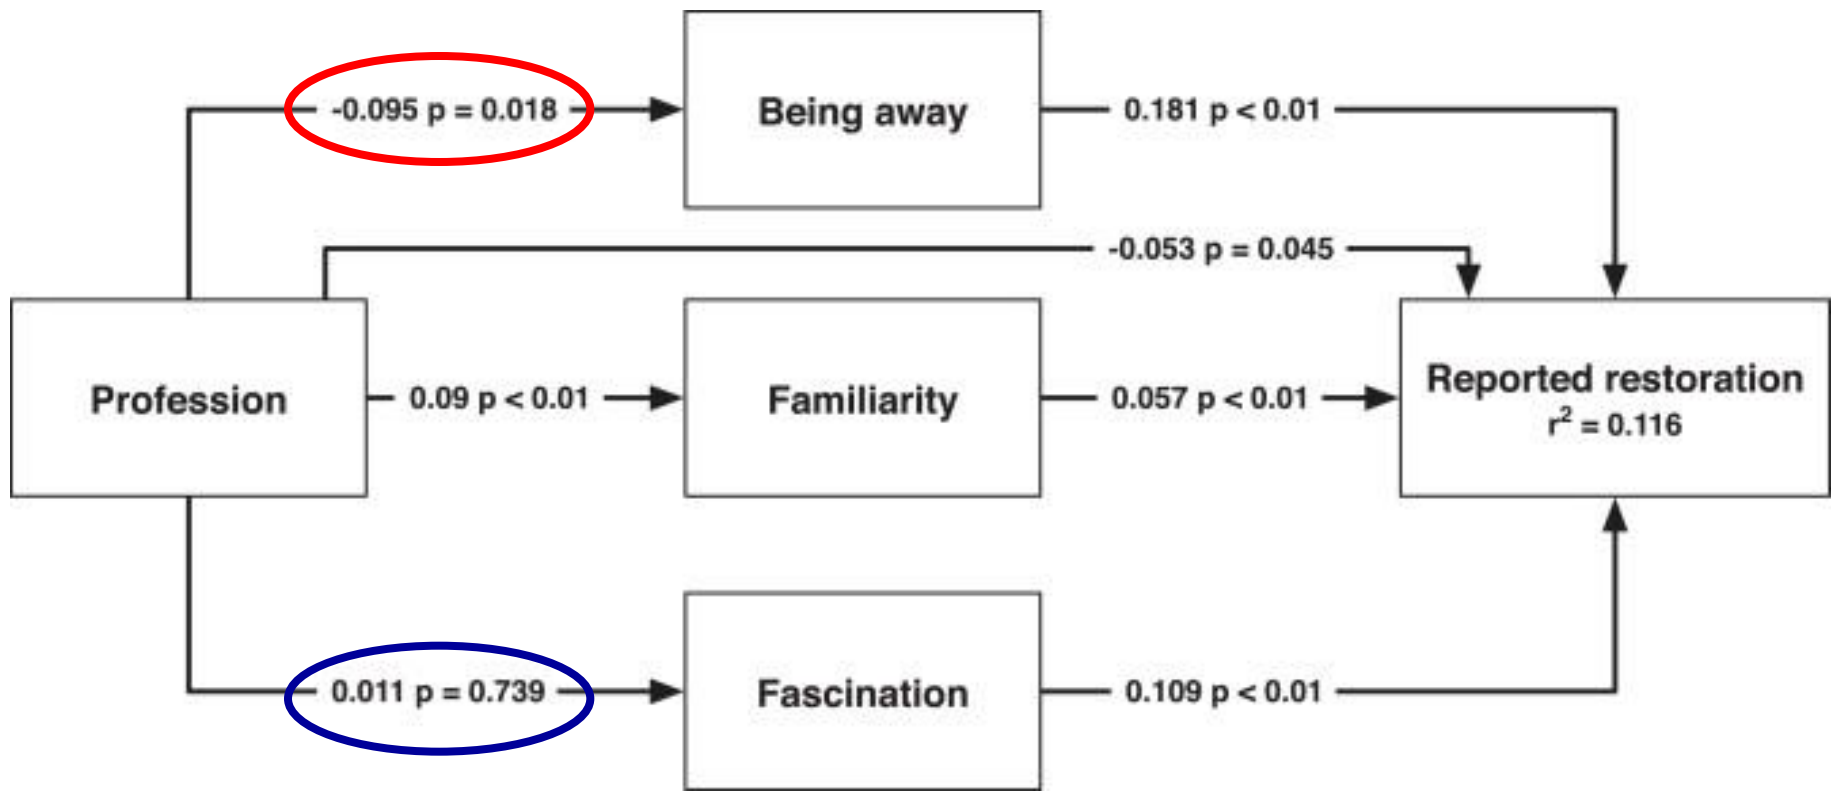 -0.095 p = 0.018
Being away
0.181 p < 0.01
-0.053 p = 0.045
Profession
0.09 p < 0.01
Familiarity
0.057 p < 0.01
Reported restoration
r² = 0.116
0.011 p = 0.739
Fascination
0.109 p < 0.01